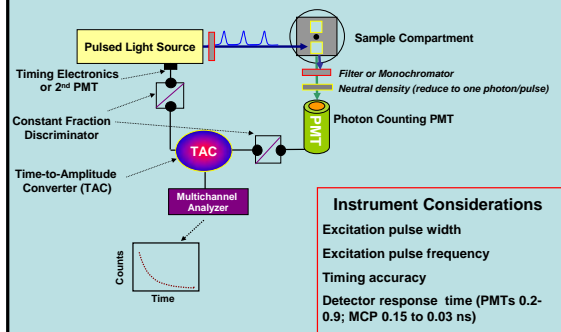 Pulsed Light Source
Sample Compartment
Timing Electronics
or 2nd PMT
Filter or Monochromator
Neutral density (reduce to one photon/pulse)
Constant Fraction
Discriminator
PMT
Photon Counting PMT
TAC
Time-to-Amplitude
Converter (TAC)
Multichannel
Analyzer
Counts
Time
Instrument Considerations
Excitation pulse width
Excitation pulse frequency
Timing accuracy
Detector response time (PMTs 0.2-
0.9; MCP 0.15 to 0.03 ns)